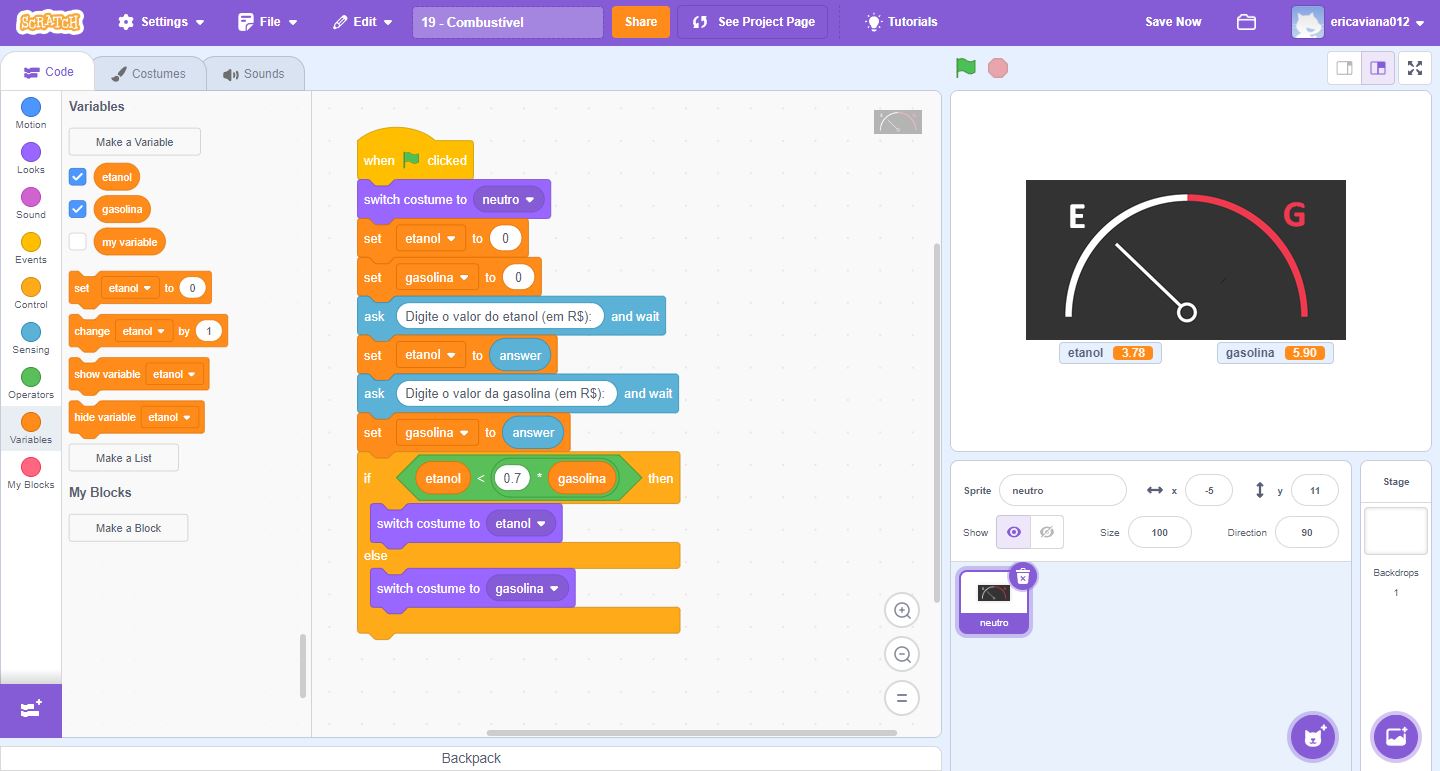 SCRATCH Settings File Edit 19 - Combustível Share See Project Page Tutorials Save Now ericaviana012
Code Costumes Sounds
Motion
Looks
Sound
Events
Control
Sensing
Operators
Variables
My Blocks
Variables
Make a Variable
etanol
gasolina
my variable
set etanol to 0
change etanol by 1
show variable etanol
hide variable etanol
Make a List
My Blocks
Make a Block
when clicked
switch costume to neutro
set etanol to 0
set gasolina to 0
ask Digite o valor do etanol (em R$): and wait
set etanol to answer
ask Digite o valor da gasolina (em R$): and wait
set gasolina to answer
if etanol < 0.7 * gasolina then
switch costume to etanol
else
switch costume to gasolina
E G
etanol 3.78 gasolina 5.90
Sprite neutro x -5 y 11
Show Size 100 Direction 90
neutro
Stage
Backdrops
1
Backpack